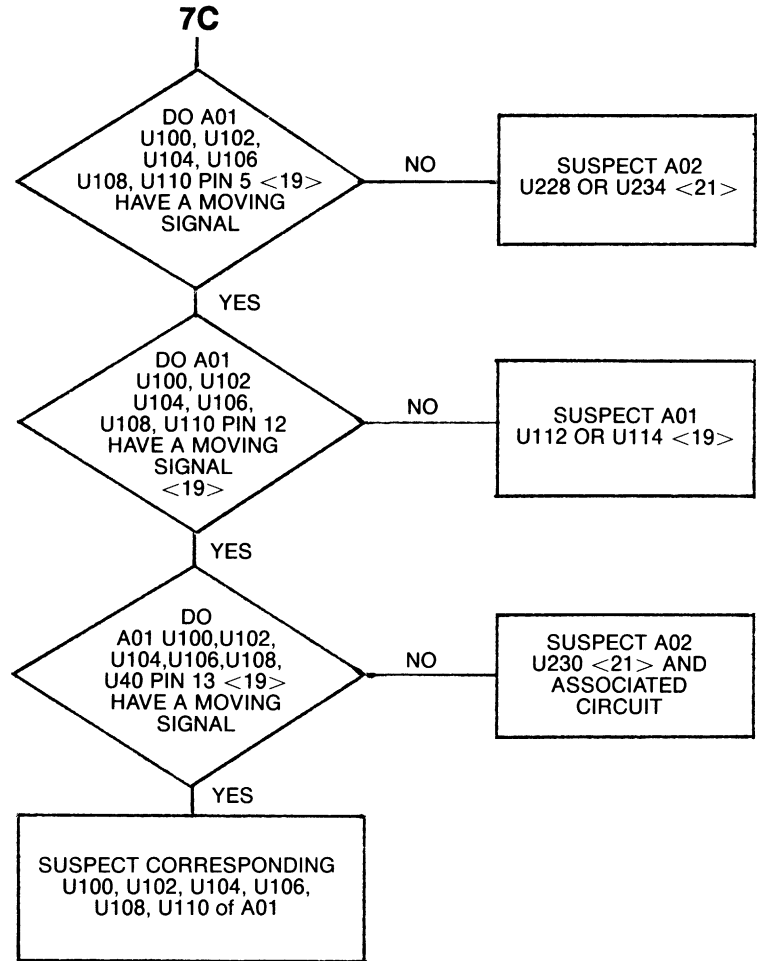 7C
DO A01
U100, U102,
U104, U106
U108, U110 PIN 5 <19>
HAVE A MOVING
SIGNAL
NO
SUSPECT A02
U228 OR U234 <21>
YES
DO A01
U100, U102
U104, U106,
U108, U110 PIN 12
HAVE A MOVING
SIGNAL
<19>
NO
SUSPECT A01
U112 OR U114 <19>
YES
DO
A01 U100,U102,
U104,U106,U108,
U40 PIN 13 <19>
HAVE A MOVING
SIGNAL
NO
SUSPECT A02
U230 <21> AND
ASSOCIATED
CIRCUIT
YES
SUSPECT CORRESPONDING
U100, U102, U104, U106,
U108, U110 of A01